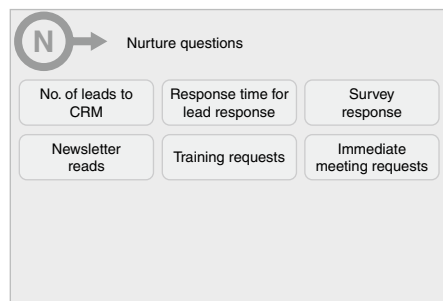 N
Nurture questions
No. of leads to
CRM
Response time for
lead response
Survey
response
Newsletter
reads
Training requests
Immediate
meeting requests